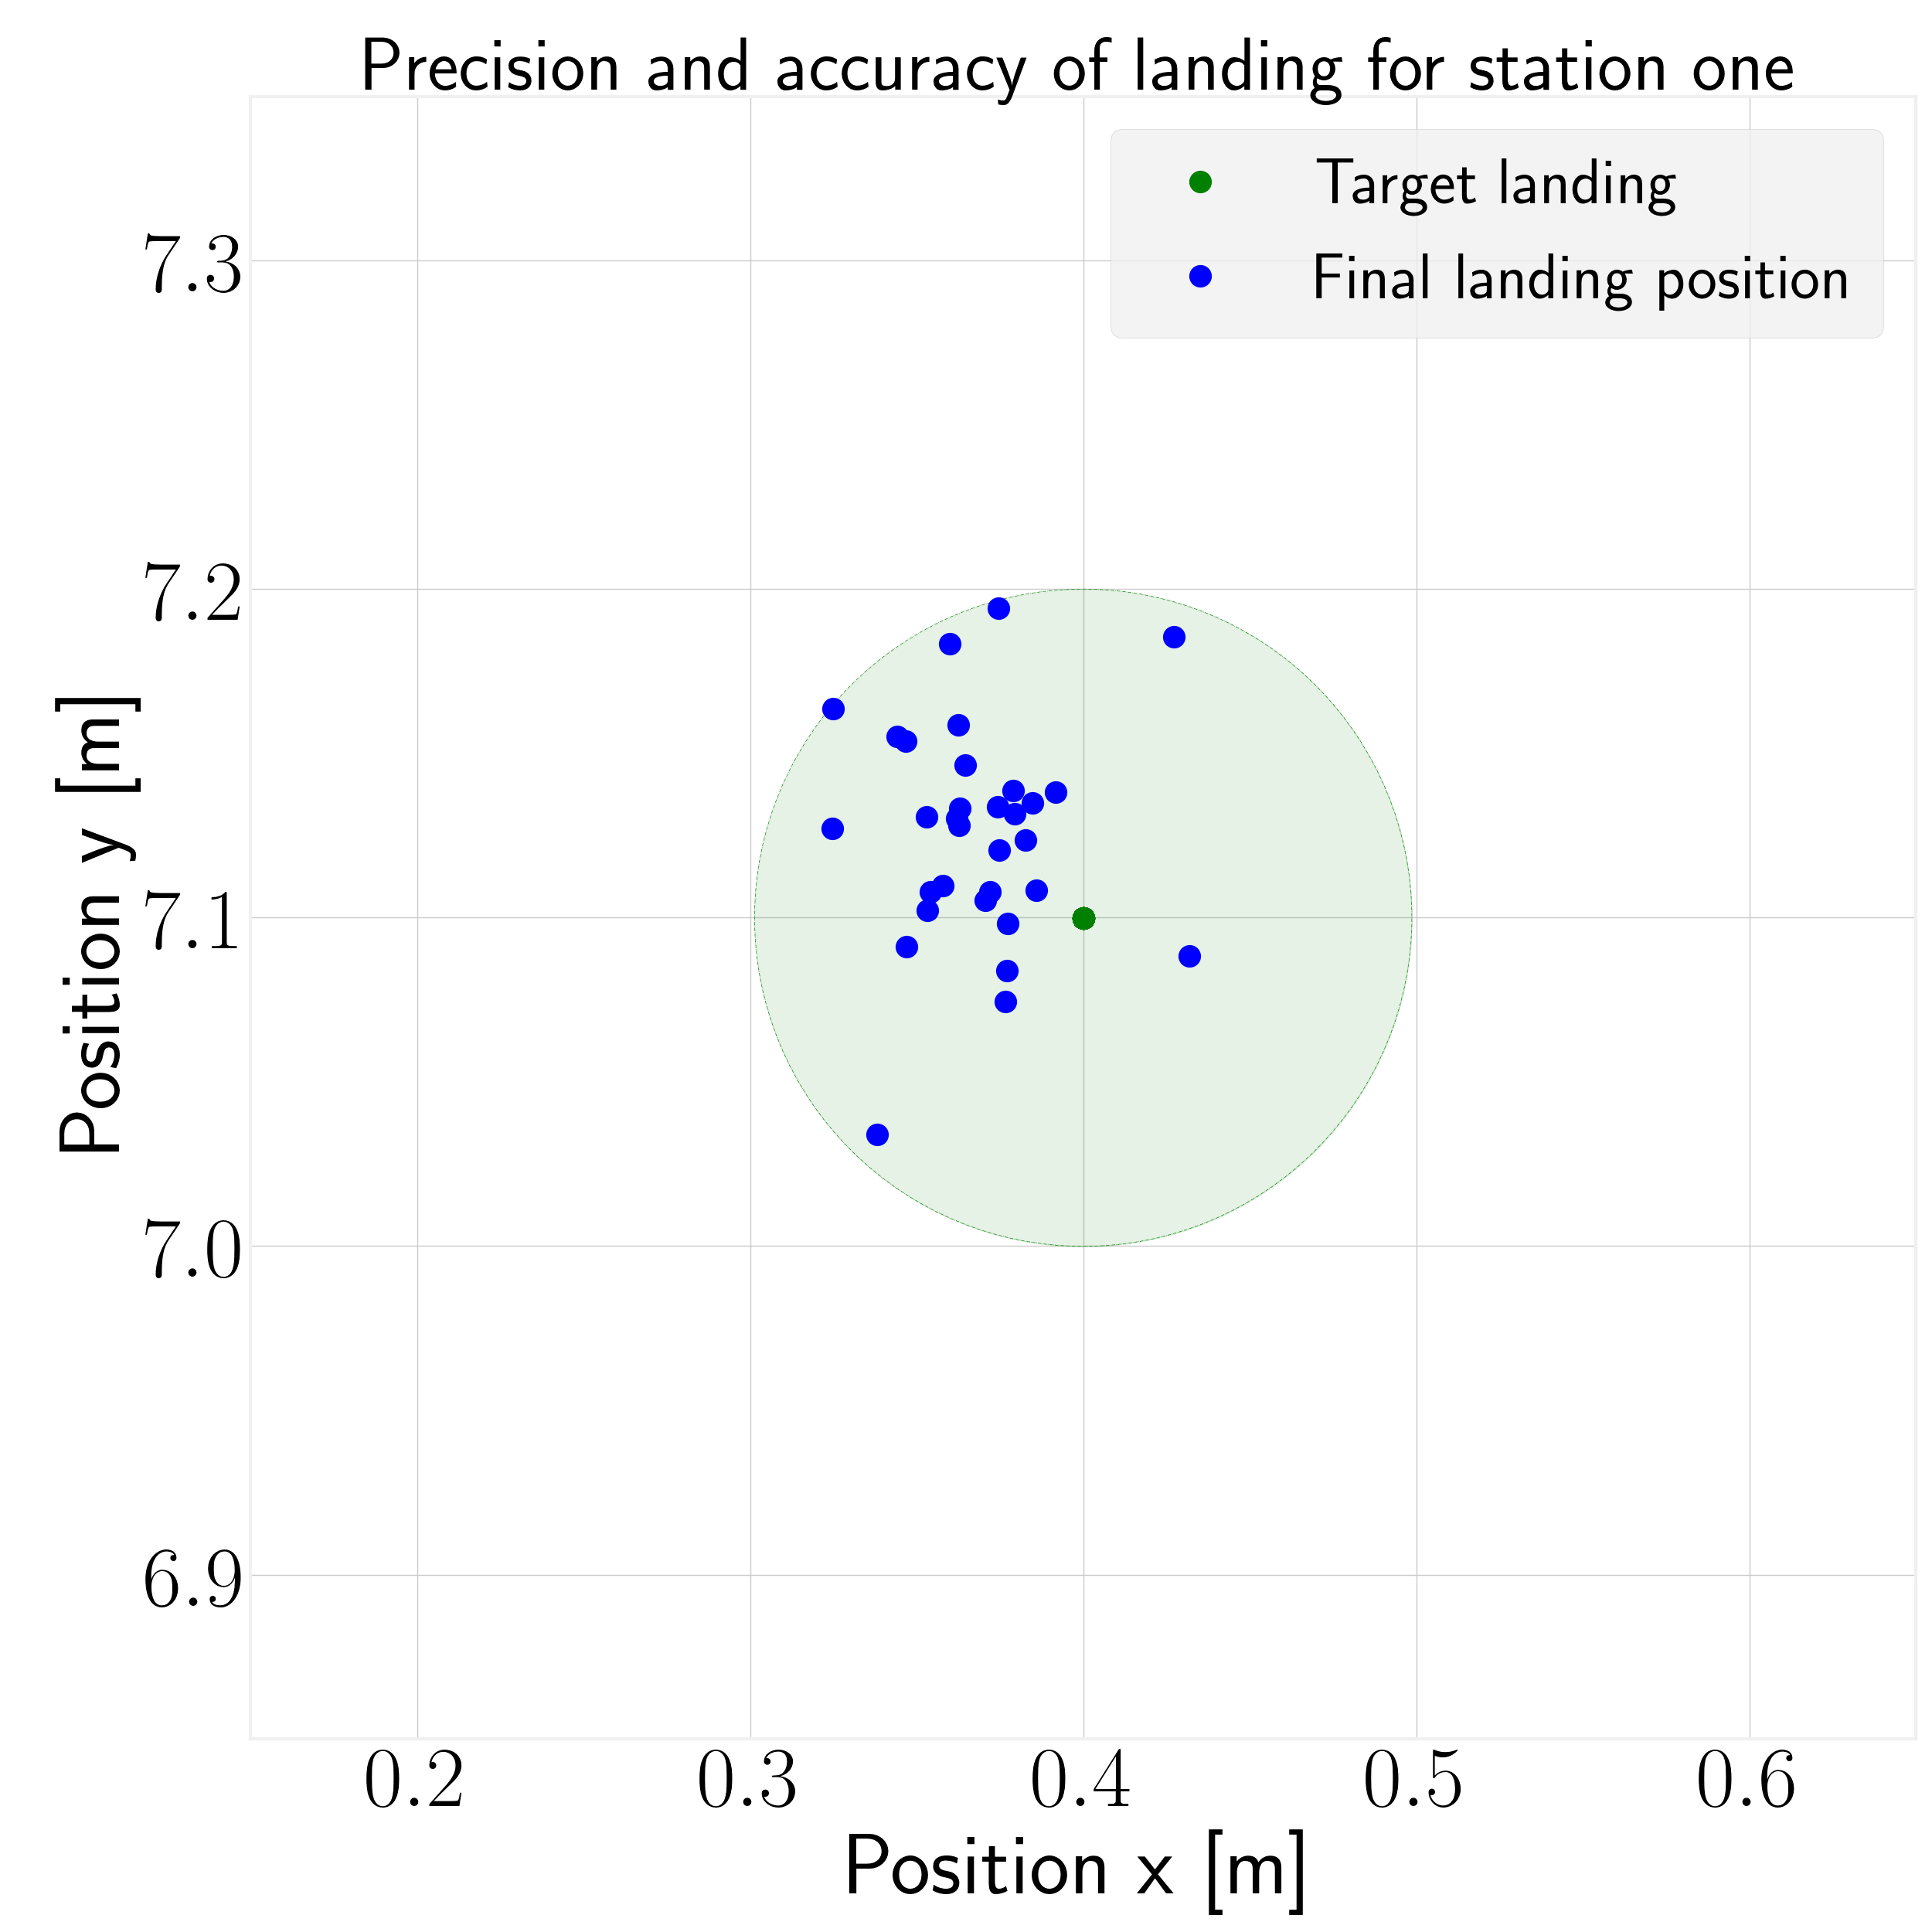 Precision and accuracy of landing for station one
Target landing
Final landing position
7.3
7.2
7.1
7.0
6.9
Position y [m]
0.2 0.3 0.4 0.5 0.6
Position x [m]